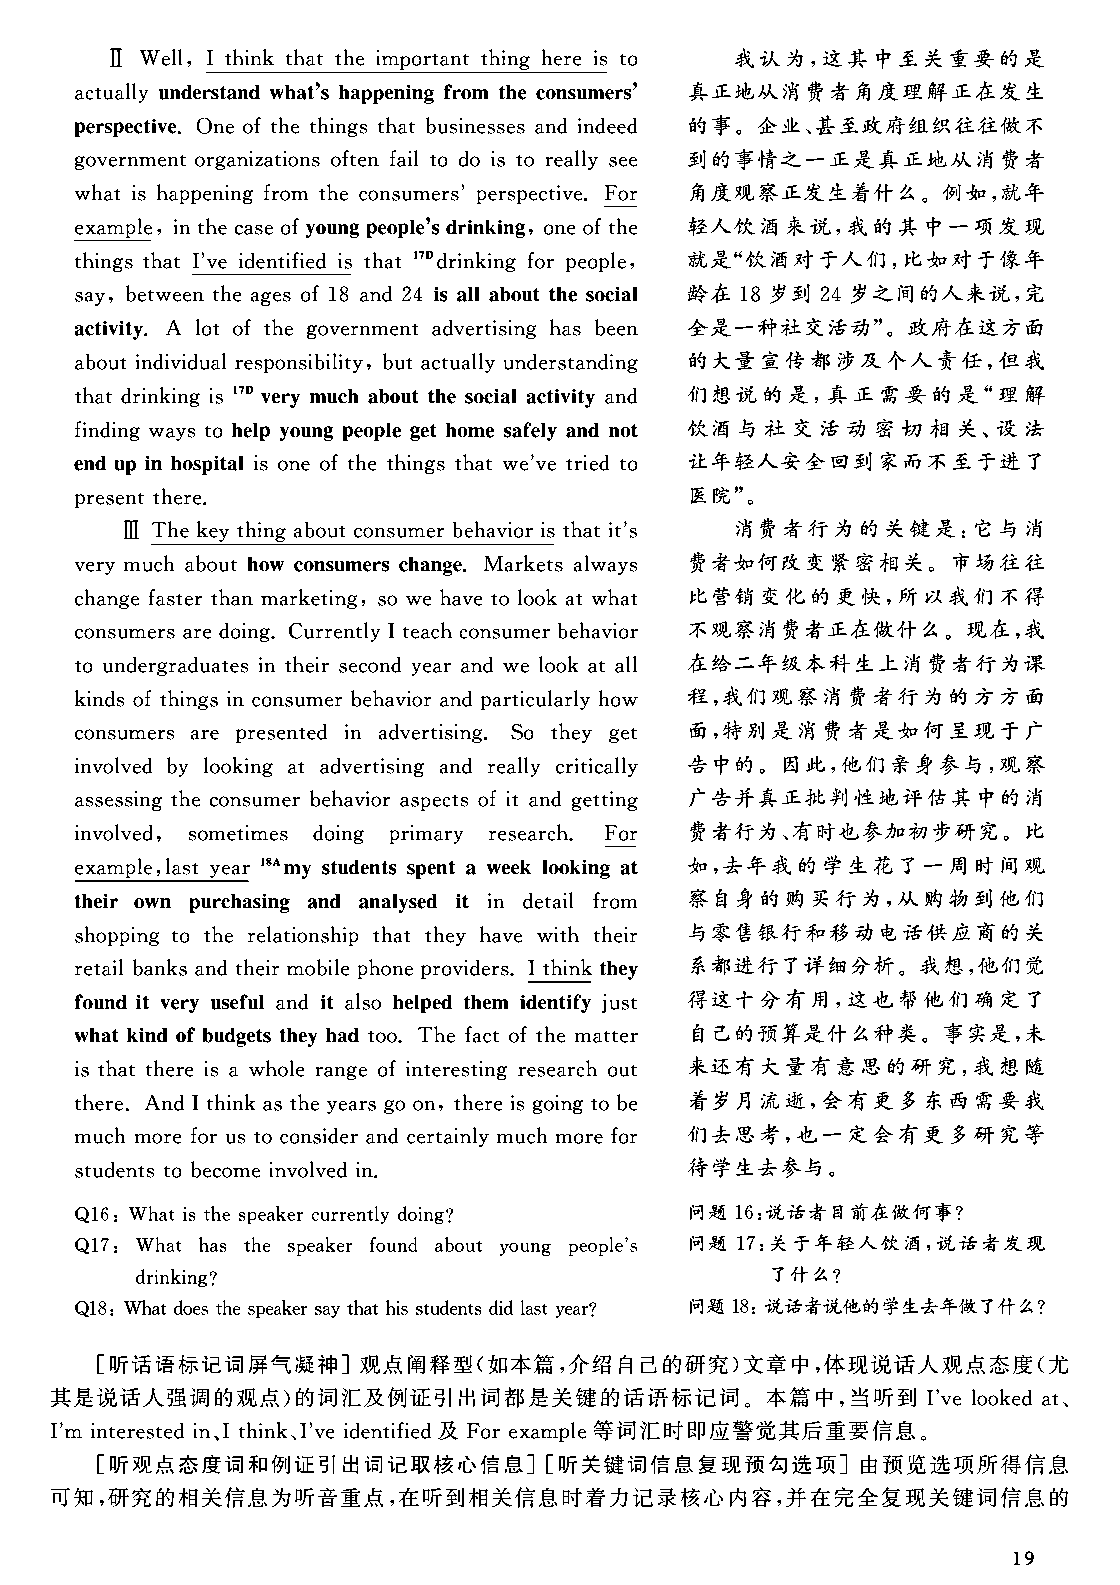 Ⅱ Well, I think that the important thing here is to
actually understand what's happening from the consumers'
perspective. One of the things that businesses and indeed
government organizations often fail to do is to really see
what is happening from the consumers' perspective. For
example, in the case of young people's drinking, one of the
things that I've identified is that 17D drinking for people,
say, between the ages of 18 and 24 is all about the social
activity. A lot of the government advertising has been
about individual responsibility, but actually understanding
that drinking is 17D very much about the social activity and
finding ways to help young people get home safely and not
end up in hospital is one of the things that we've tried to
present there.
Ⅲ The key thing about consumer behavior is that it's
very much about how consumers change. Markets always
change faster than marketing, so we have to look at what
consumers are doing. Currently I teach consumer behavior
to undergraduates in their second year and we look at all
kinds of things in consumer behavior and particularly how
consumers are presented in advertising. So they get
involved by looking at advertising and really critically
assessing the consumer behavior aspects of it and getting
involved, sometimes doing primary research. For
example, last year 18A my students spent a week looking at
their own purchasing and analysed it in detail from
shopping to the relationship that they have with their
retail banks and their mobile phone providers. I think they
found it very useful and it also helped them identify just
what kind of budgets they had too. The fact of the matter
is that there is a whole range of interesting research out
there. And I think as the years go on, there is going to be
much more for us to consider and certainly much more for
students to become involved in.
Q16: What is the speaker currently doing?
Q17: What has the speaker found about young people's
drinking?
Q18: What does the speaker say that his students did last year?
我认为,这其中至关重要的是
真正地从消费者角度理解正在发生
的事。企业、甚至政府组织往往做不
到的事情之一正是真正地从消费者
角度观察正发生着什么。例如,就年
轻人饮酒来说,我的其中一项发现
就是“饮酒对于人们,比如对于像年
龄在 18 岁到 24 岁之间的人来说,完
全是一种社交活动”。政府在这方面
的大量宣传都涉及个人责任,但我
们想说的是,真正需要的是“理解
饮酒与社交活动密切相关、设法
让年轻人安全回到家而不至于进了
医院”。
消费者行为的关键是:它与消
费者如何改变紧密相关。市场往往
比营销变化的更快,所以我们不得
不观察消费者正在做什么。现在,我
在给二年级本科生上消费者行为课
程,我们观察消费者行为的方方面
面,特别是消费者是如何呈现于广
告中的。因此,他们亲身参与,观察
广告并真正批判性地评估其中的消
费者行为、有时也参加初步研究。比
如,去年我的学生花了一周时间观
察自身的购买行为,从购物到他们
与零售银行和移动电话供应商的关
系都进行了详细分析。我想,他们觉
得这十分有用,这也帮他们确定了
自己的预算是什么种类。事实是,未
来还有大量有意思的研究,我想随
着岁月流逝,会有更多东西需要我
们去思考,也一定会有更多研究等
待学生去参与。
问题 16:说话者目前在做何事?
问题 17:关于年轻人饮酒,说话者发现
了什么?
问题 18:说话者说他的学生去年做了什么?
[听话语标记词屏气凝神] 观点阐释型(如本篇,介绍自己的研究)文章中,体现说话人观点态度(尤
其是说话人强调的观点)的词汇及例证引出词都是关键的话语标记词。本篇中,当听到 I've looked at、
I'm interested in、I think、I've identified 及 For example 等词汇时即应警觉其后重要信息。
[听观点态度词和例证引出词记取核心信息][听关键词信息复现预勾选项] 由预览选项所得信息
可知,研究的相关信息为听音重点,在听到相关信息时着力记录核心内容,并在完全复现关键词信息的
19